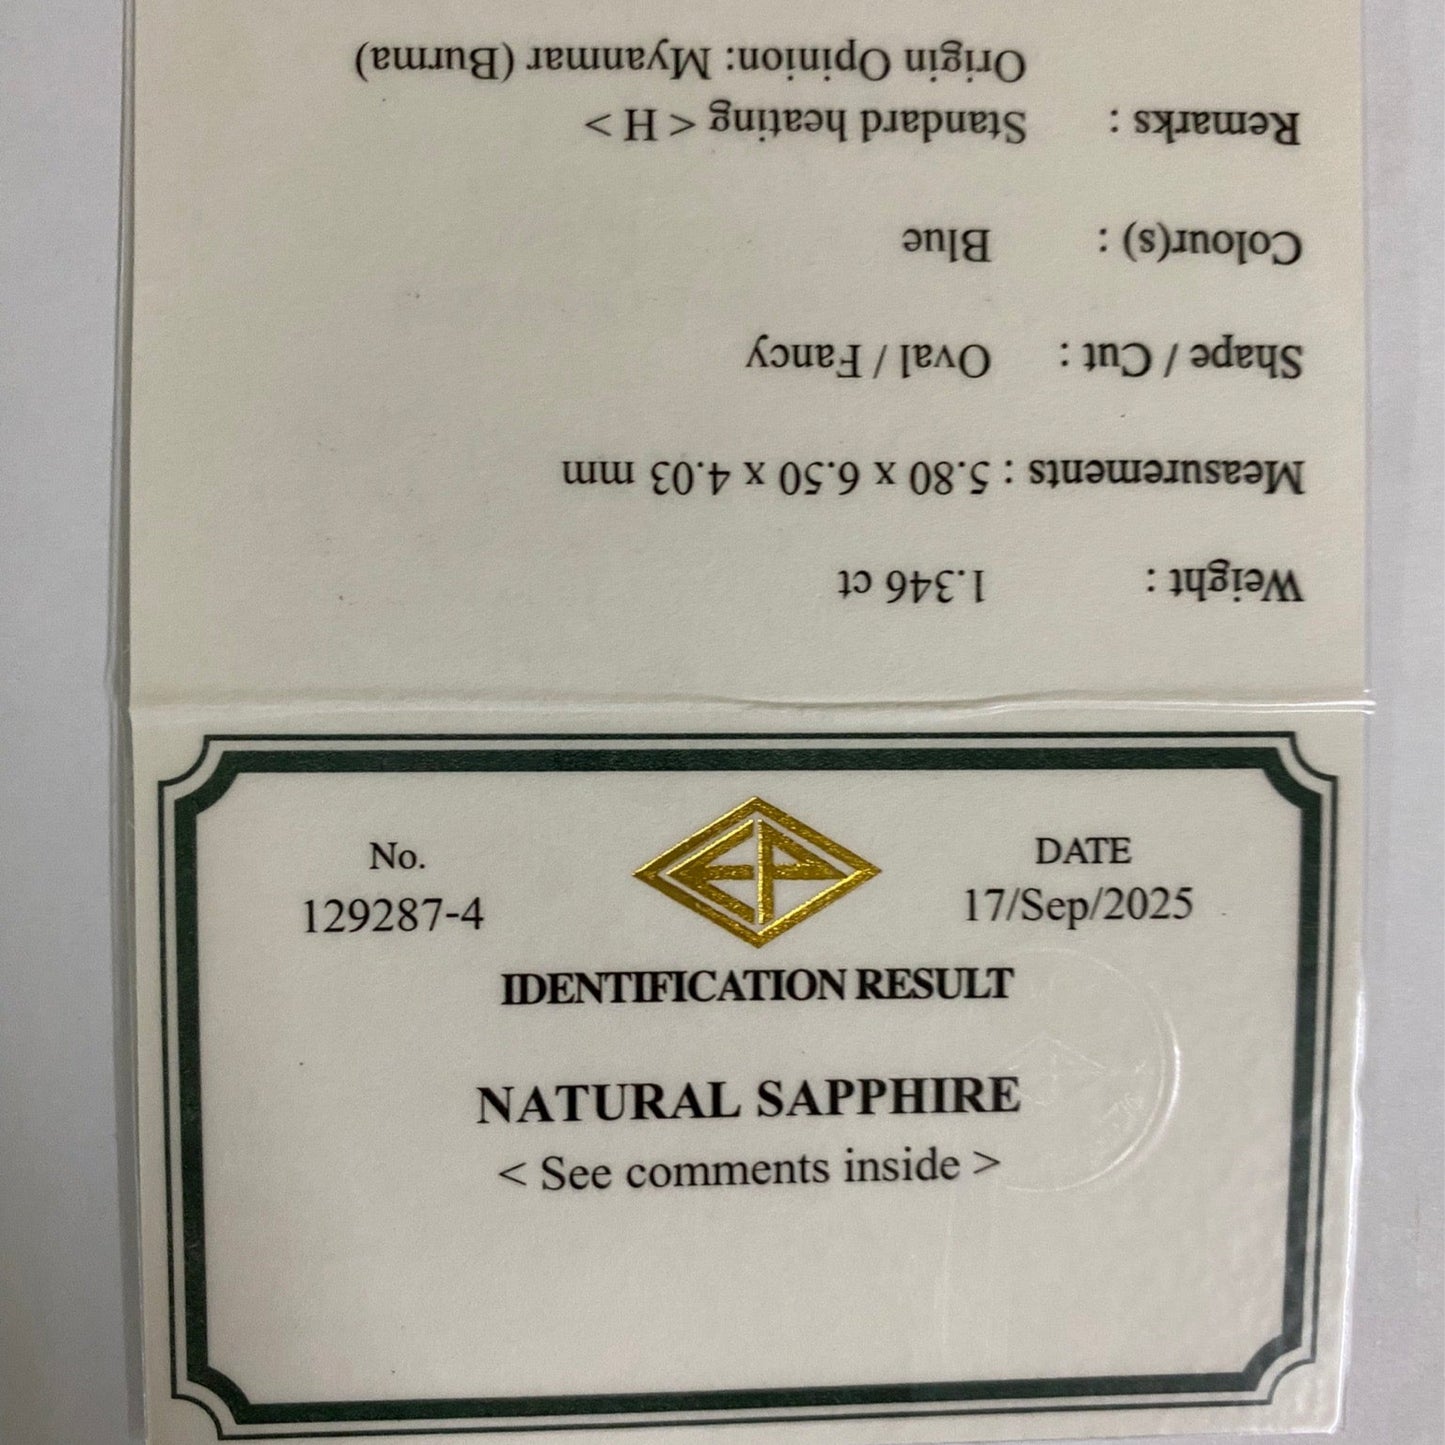 Weight : 1.346 ct
Measurements : 5.80 x 6.50 x 4.03 mm
Shape / Cut : Oval / Fancy
Colour(s) : Blue
Remarks : Standard heating < H >
Origin Opinion: Myanmar (Burma)
No.
129287-4
DATE
17/Sep/2025
IDENTIFICATION RESULT
NATURAL SAPPHIRE
< See comments inside >